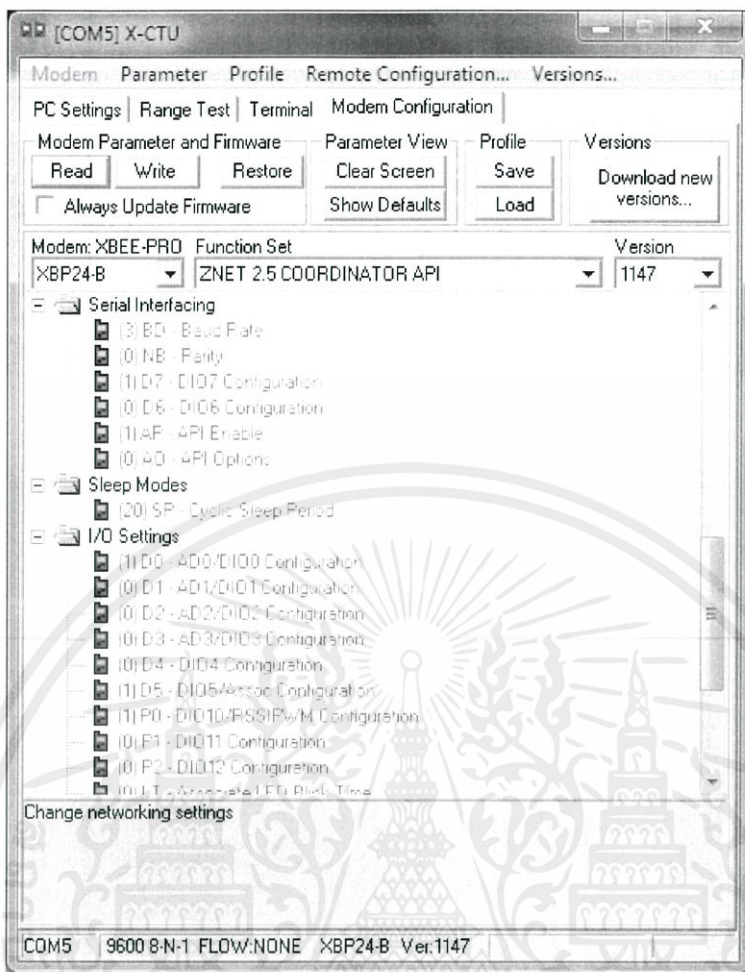 [COM5] X-CTU
Modem Parameter Profile Remote Configuration... Versions...
PC Settings Range Test Terminal Modem Configuration
Modem Parameter and Firmware Parameter View Profile Versions
Read Write Restore Clear Screen Save Download new versions...
Always Update Firmware Show Defaults Load
Modem: XBEE-PRO Function Set Version
XBP24-B ZNET 2.5 COORDINATOR API 1147
Serial Interfacing
(3) BD - Baud Rate
(0) NB - Parity
(1) D7 - DIO7 Configuration
(0) D6 - DIO6 Configuration
(1) AP - API Enable
(0) AO - API Options
Sleep Modes
(20) SP - Cyclic Sleep Period
I/O Settings
(1) D0 - AD0/DIO0 Configuration
(0) D1 - AD1/DIO1 Configuration
(0) D2 - AD2/DIO2 Configuration
(0) D3 - AD3/DIO3 Configuration
(0) D4 - DIO4 Configuration
(1) D5 - DIO5/Assoc Configuration
(1) P0 - DIO10/RSSIPWM Configuration
(0) P1 - DIO11 Configuration
(0) P2 - DIO12 Configuration
(0) LT - Associate LED Blink Time
Change networking settings
COM5 9600 8-N-1 FLOW:NONE XBP24-B Ver:1147